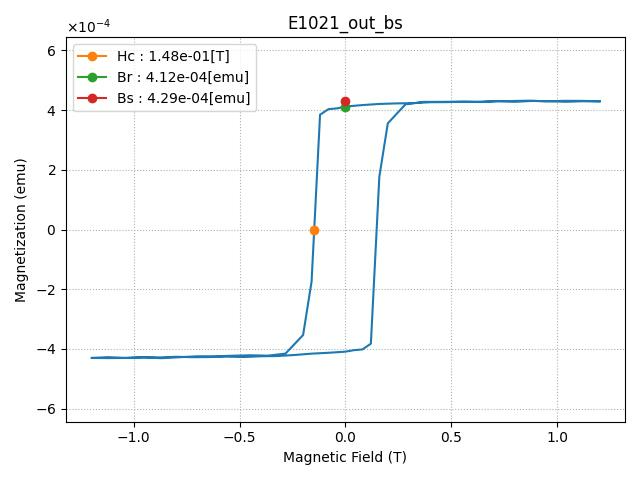 E1021_out_bs
×10−4
Hc : 1.48e-01[T]
Br : 4.12e-04[emu]
Bs : 4.29e-04[emu]
6
4
2
0
−2
−4
−6
Magnetization (emu)
−1.0 −0.5 0.0 0.5 1.0
Magnetic Field (T)